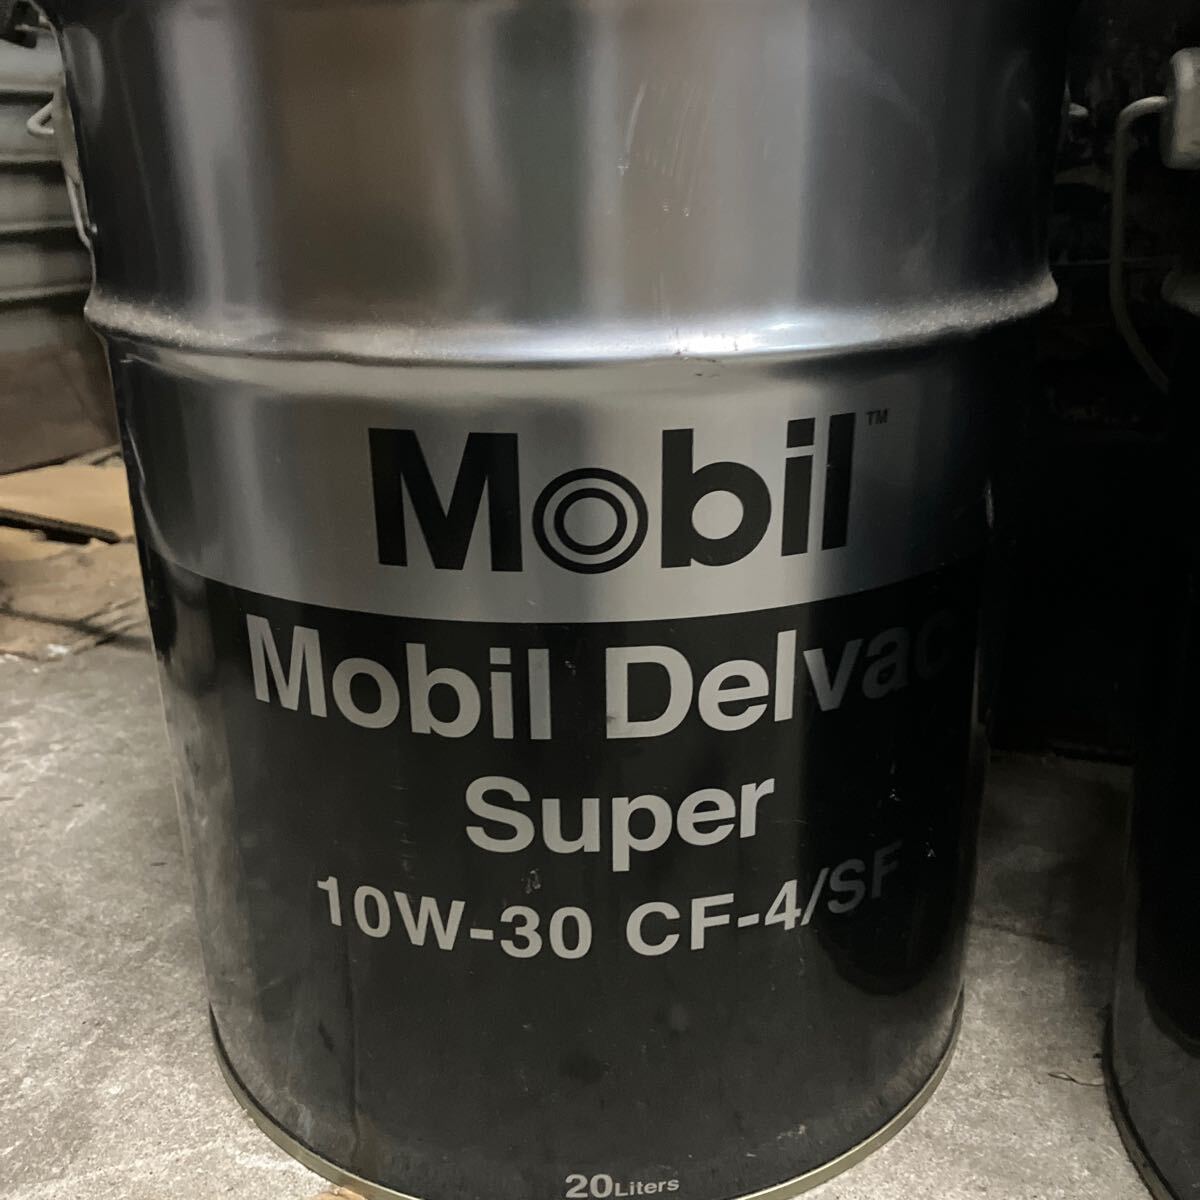 Mobil™
Mobil Delvac
Super
10W-30 CF-4/SF
20Liters